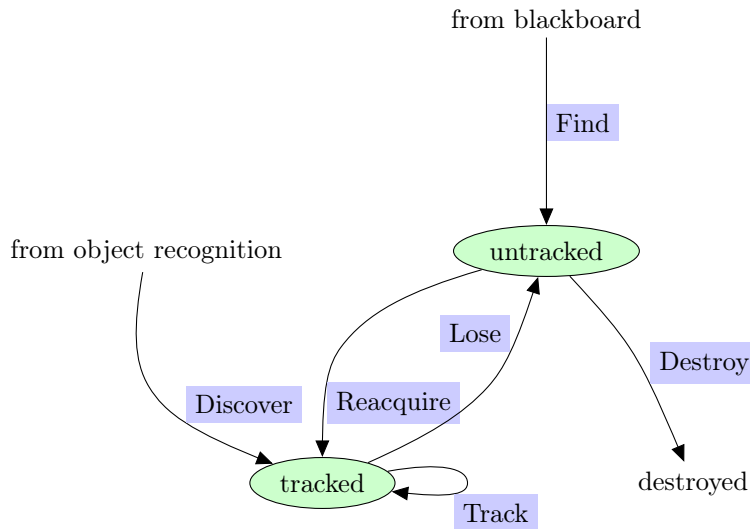 from blackboard
Find
from object recognition
untracked
Lose
Destroy
Discover
Reacquire
tracked
destroyed
Track